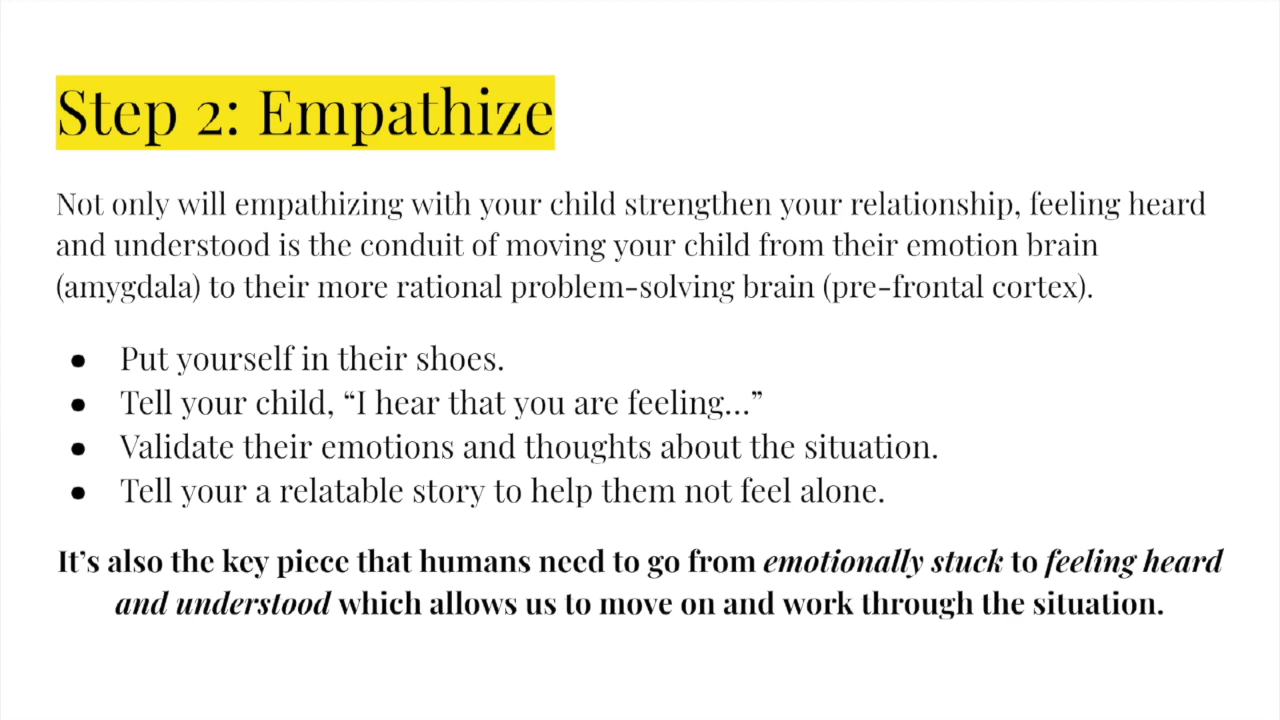 Step 2: Empathize
Not only will empathizing with your child strengthen your relationship, feeling heard
and understood is the conduit of moving your child from their emotion brain
(amygdala) to their more rational problem-solving brain (pre-frontal cortex).
● Put yourself in their shoes.
● Tell your child, “I hear that you are feeling...”
● Validate their emotions and thoughts about the situation.
● Tell your a relatable story to help them not feel alone.
It’s also the key piece that humans need to go from emotionally stuck to feeling heard
and understood which allows us to move on and work through the situation.